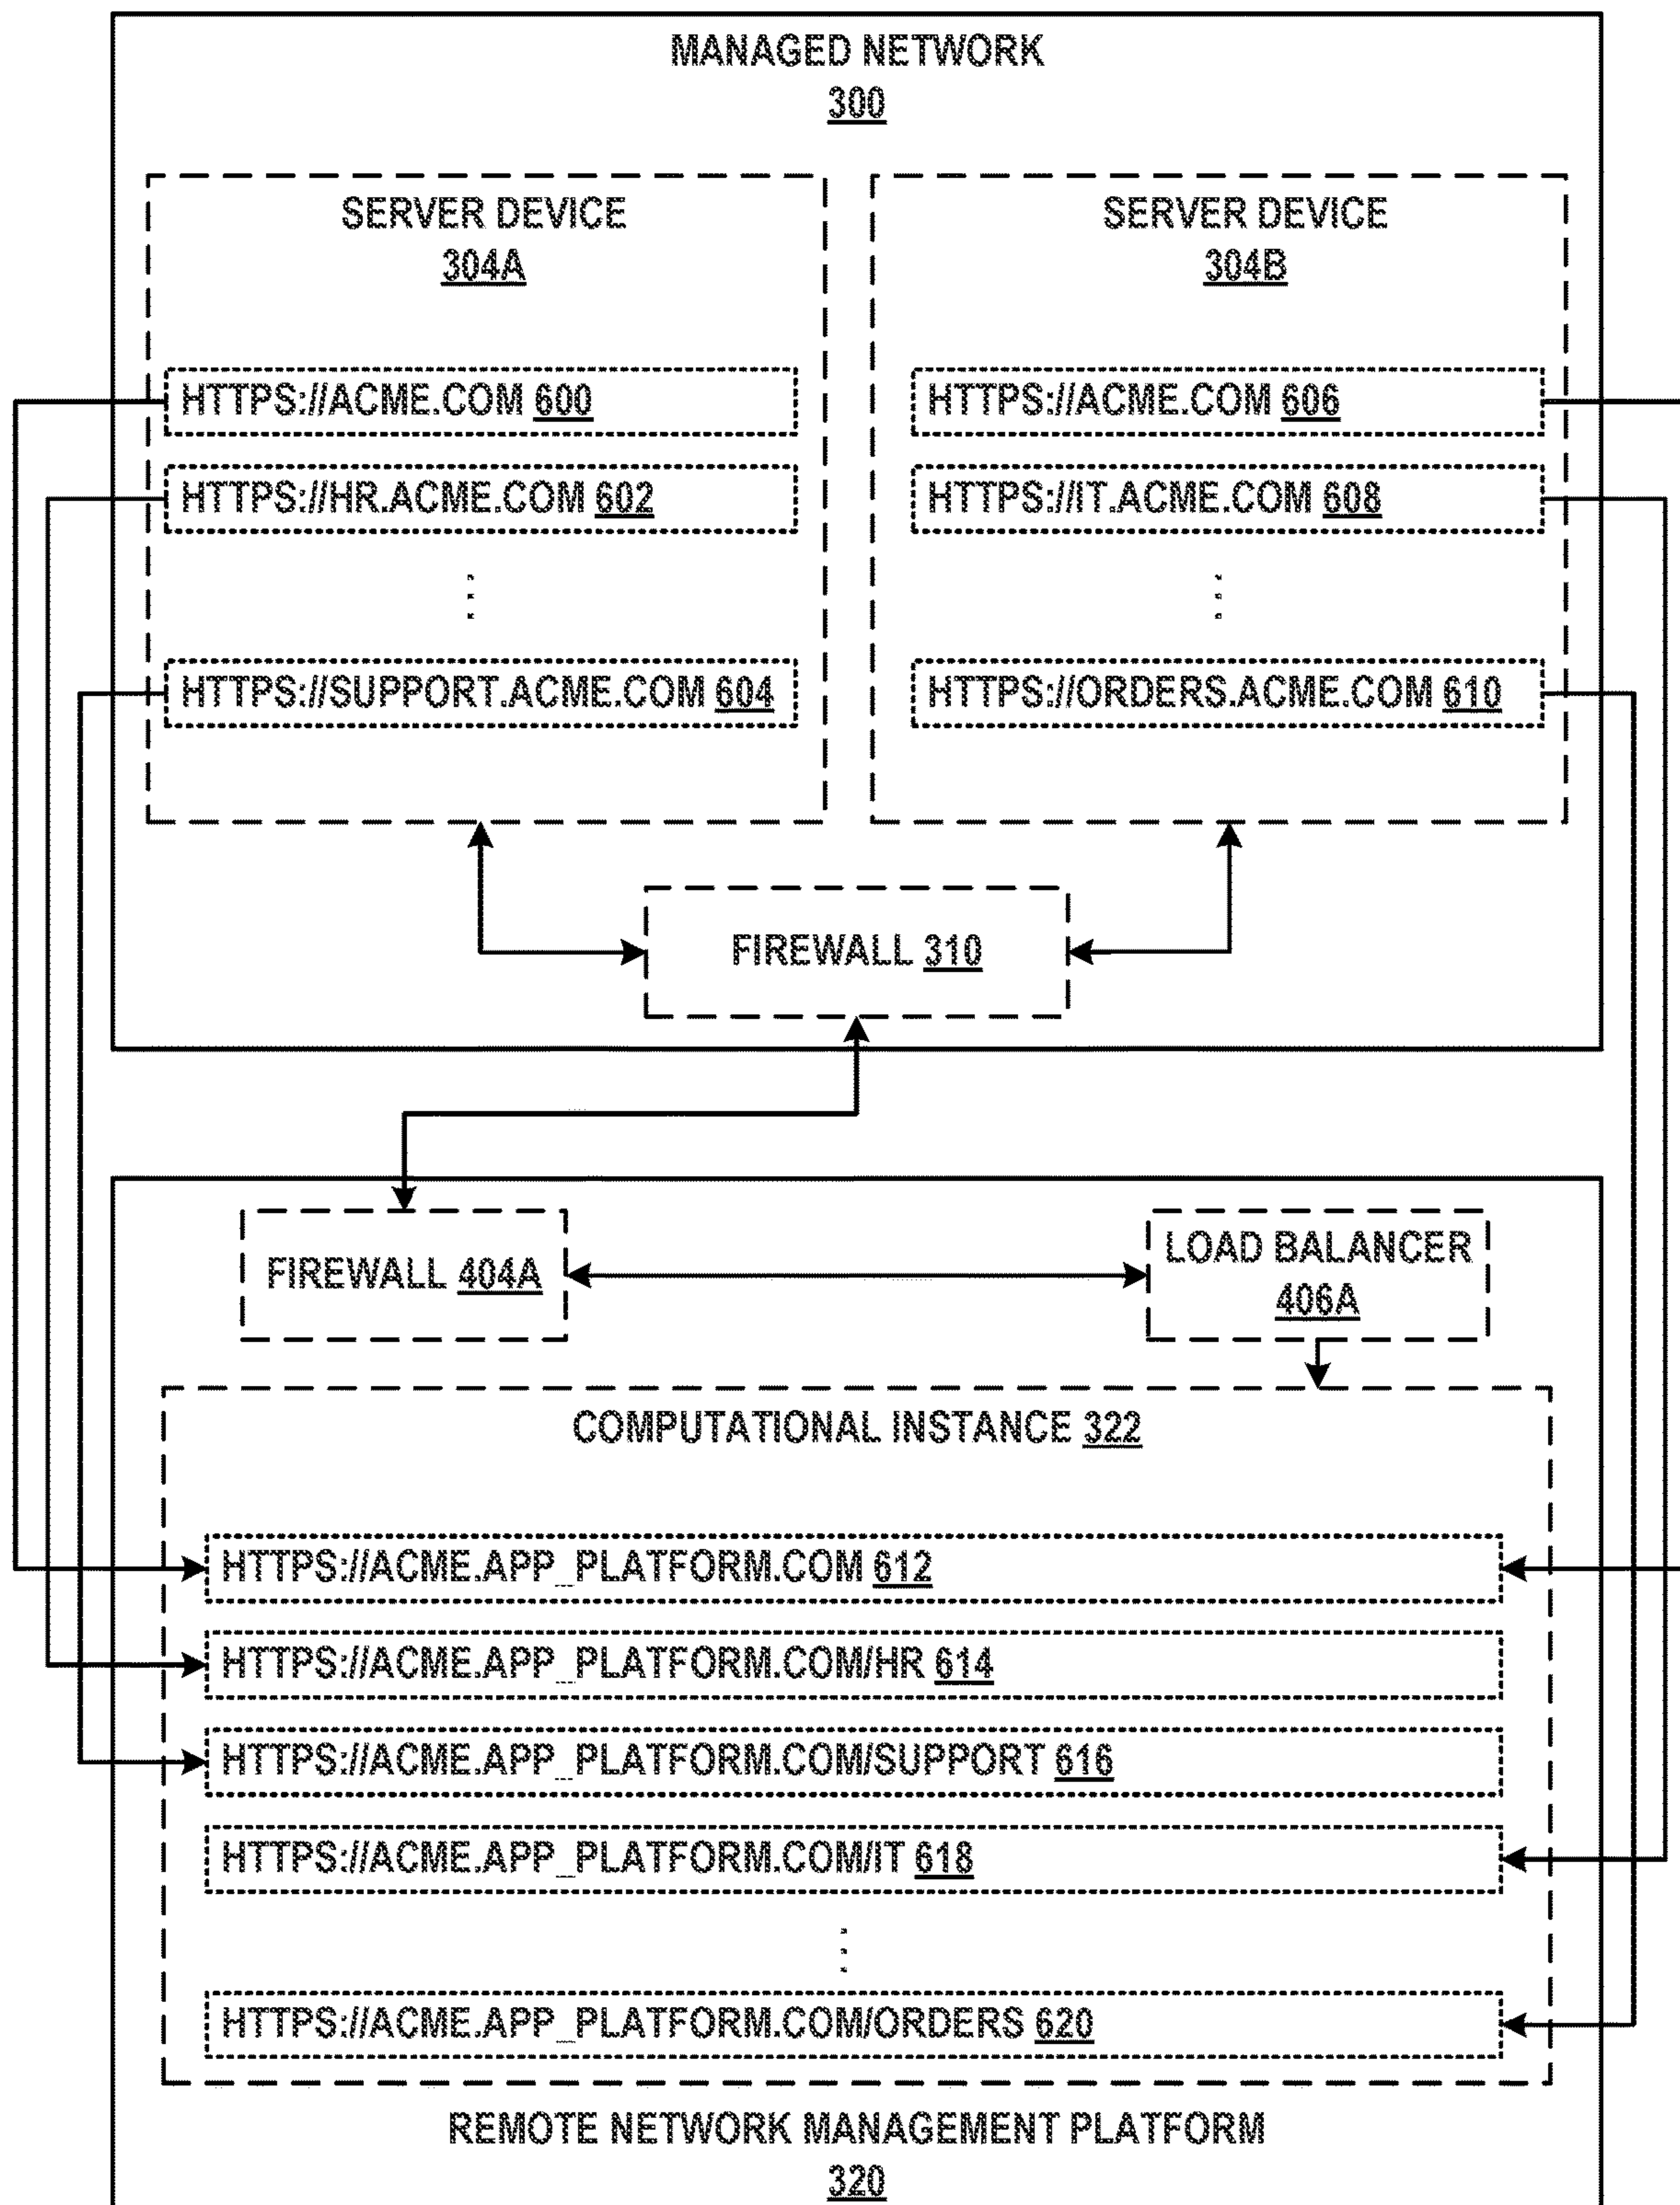 MANAGED NETWORK
300
SERVER DEVICE
304A
HTTPS://ACME.COM 600
HTTPS://HR.ACME.COM 602
HTTPS://SUPPORT.ACME.COM 604
SERVER DEVICE
304B
HTTPS://ACME.COM 606
HTTPS://IT.ACME.COM 608
HTTPS://ORDERS.ACME.COM 610
FIREWALL 310
FIREWALL 404A
LOAD BALANCER
406A
COMPUTATIONAL INSTANCE 322
HTTPS://ACME.APP_PLATFORM.COM 612
HTTPS://ACME.APP_PLATFORM.COM/HR 614
HTTPS://ACME.APP_PLATFORM.COM/SUPPORT 616
HTTPS://ACME.APP_PLATFORM.COM/IT 618
HTTPS://ACME.APP_PLATFORM.COM/ORDERS 620
REMOTE NETWORK MANAGEMENT PLATFORM
320